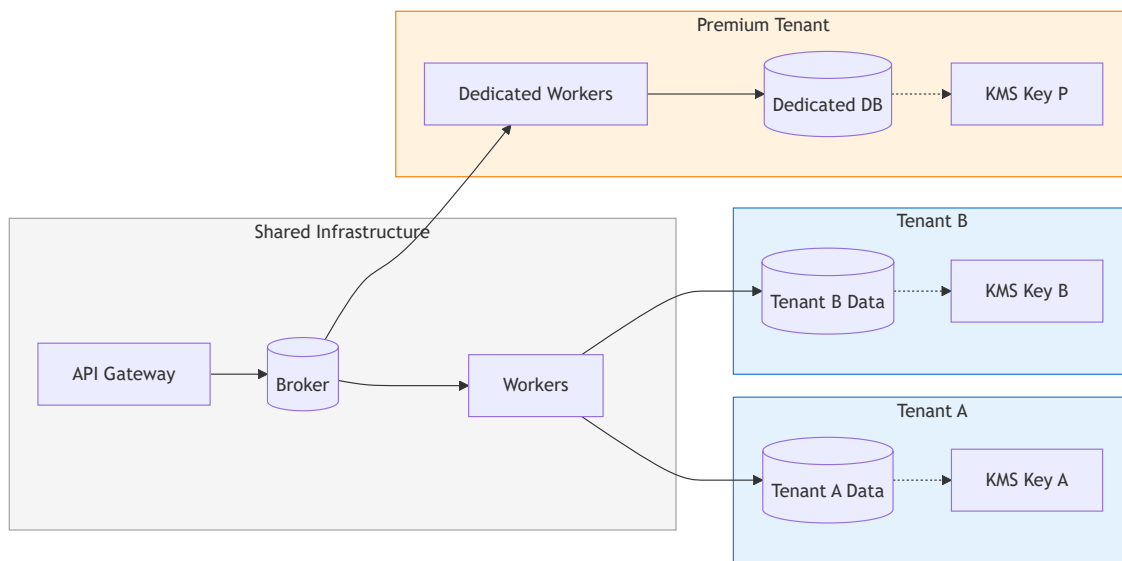 Premium Tenant
Dedicated Workers
Dedicated DB
KMS Key P
Shared Infrastructure
API Gateway
Broker
Workers
Tenant B
Tenant B Data
KMS Key B
Tenant A
Tenant A Data
KMS Key A